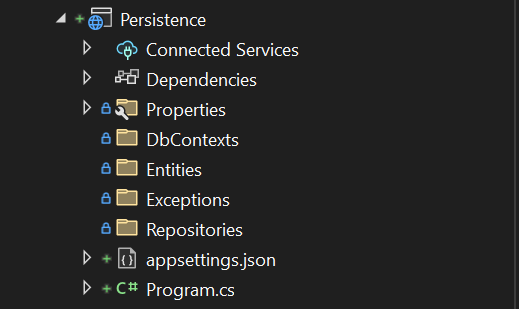 Persistence
Connected Services
Dependencies
Properties
DbContexts
Entities
Exceptions
Repositories
appsettings.json
C# Program.cs